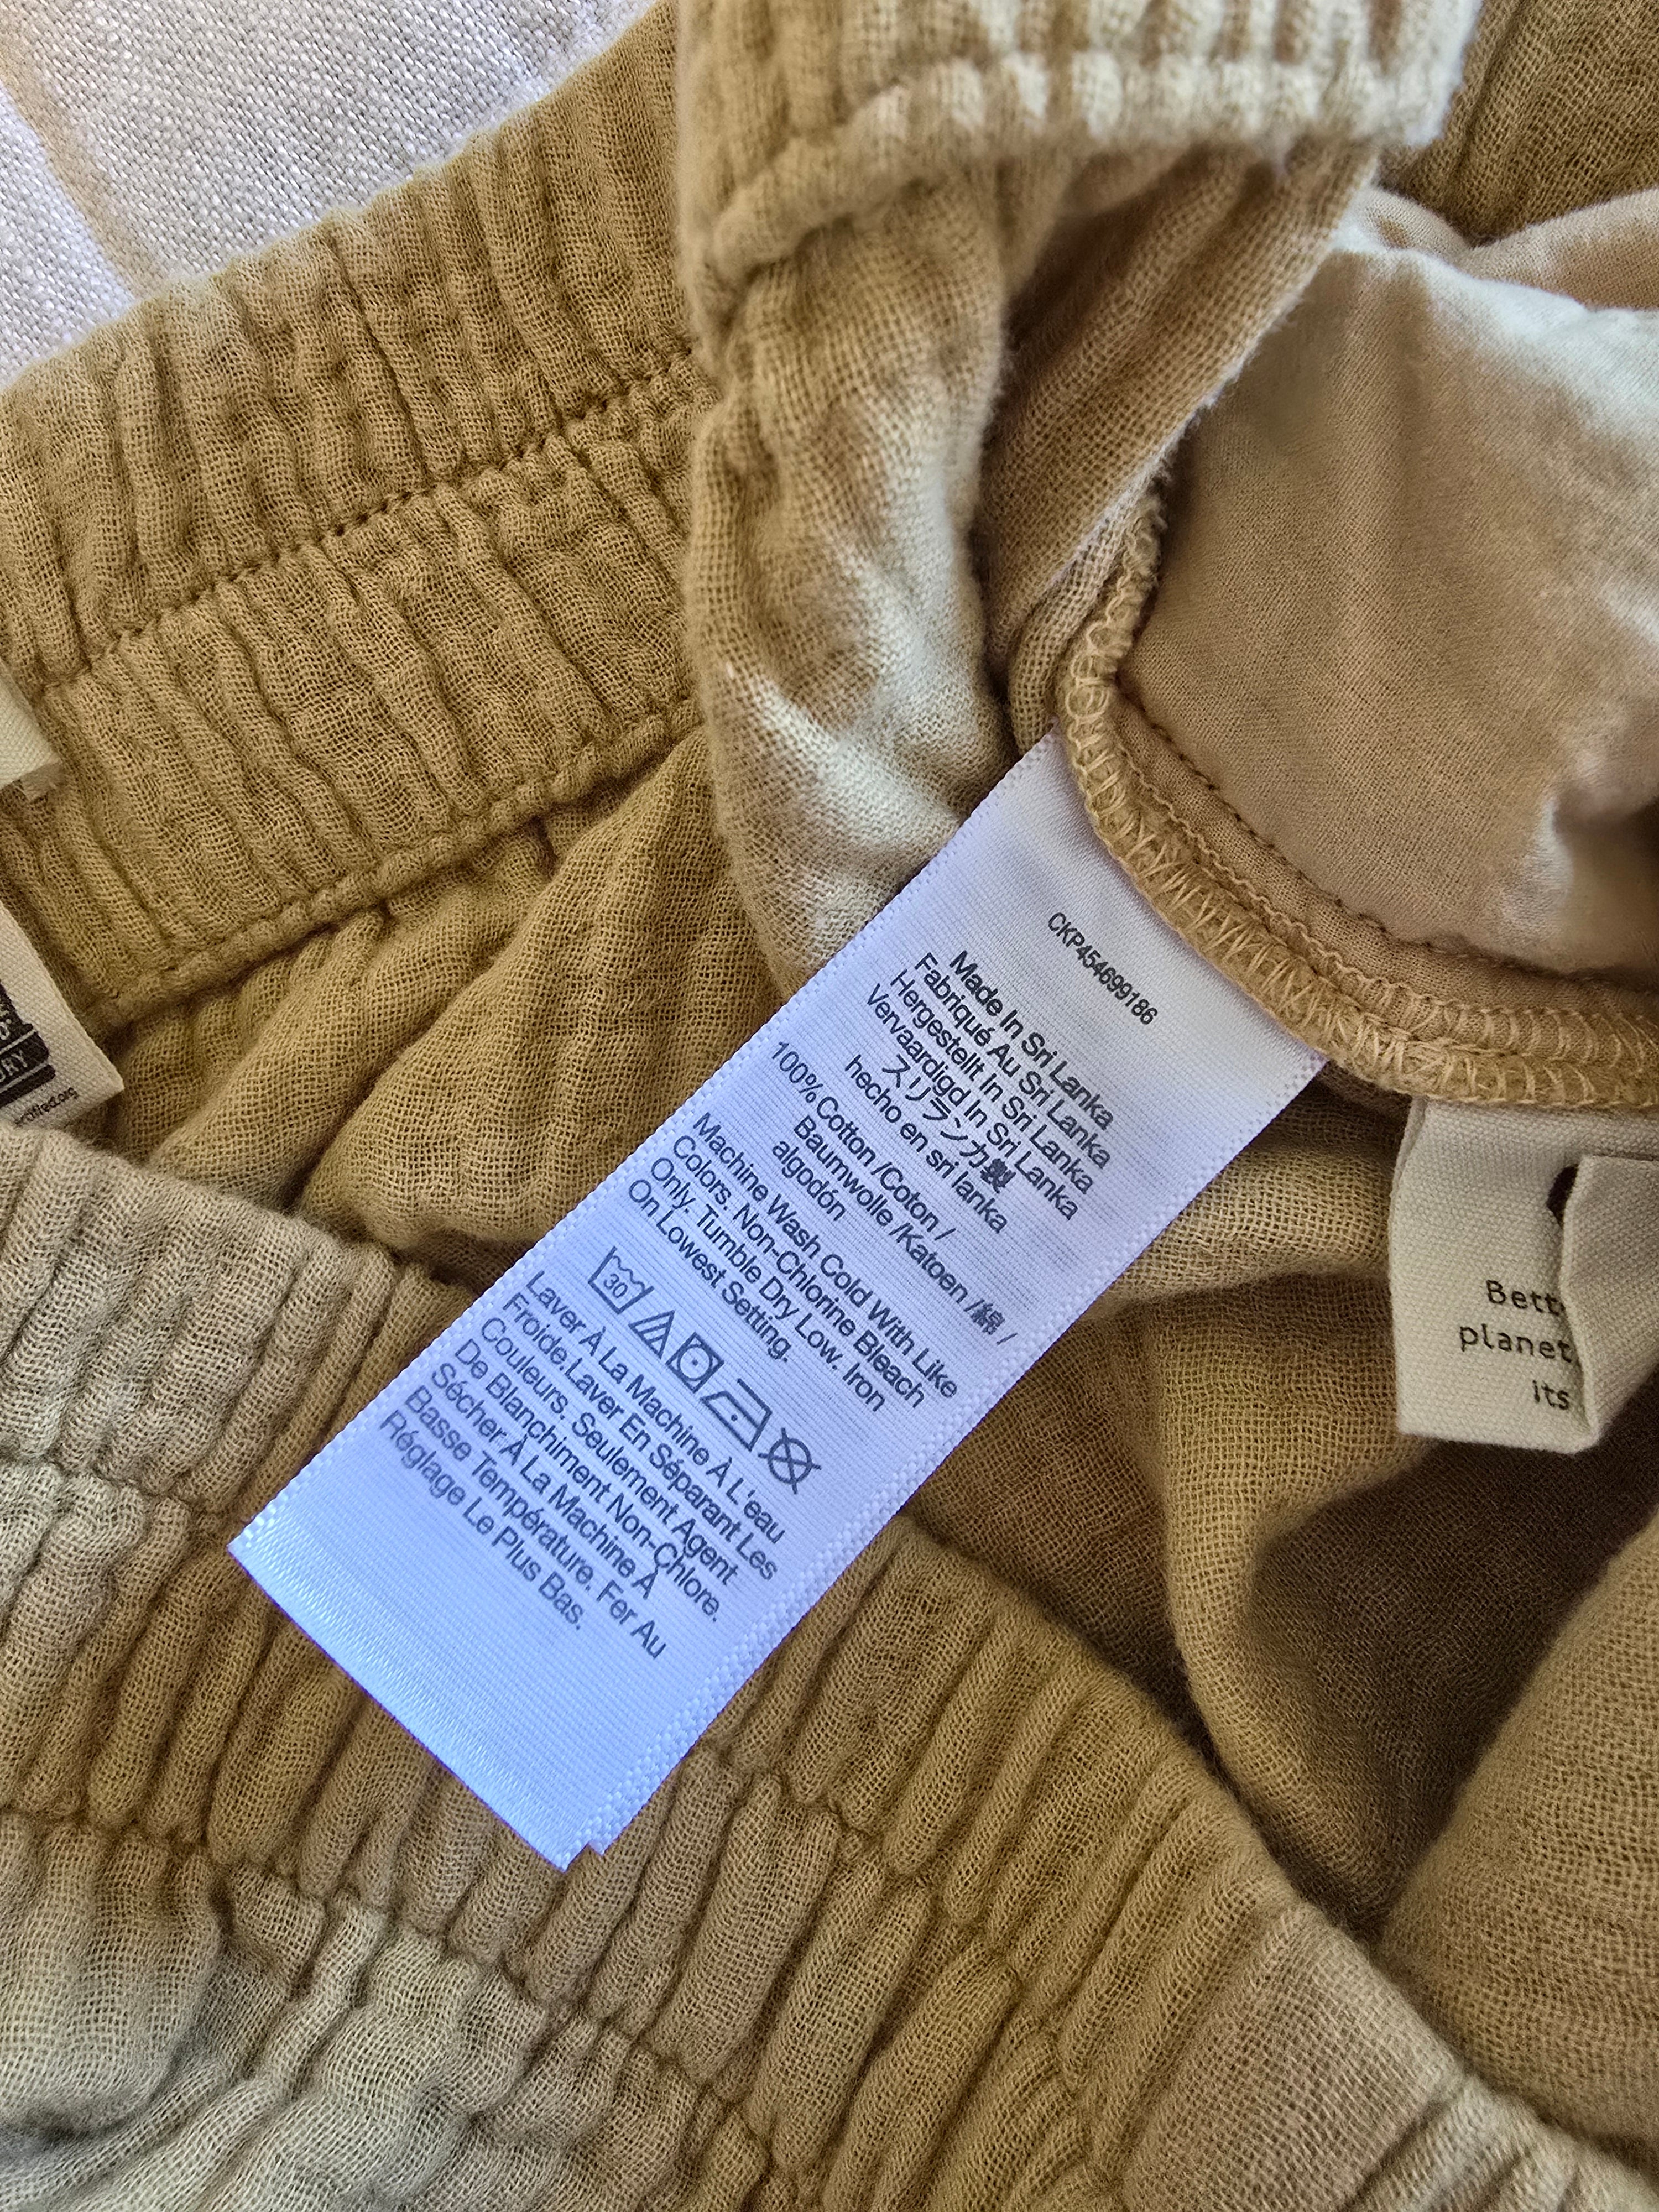 CKP454699186
Made In Sri Lanka
Fabriqué Au Sri Lanka
Hergestellt In Sri Lanka
Vervaardigd In Sri Lanka
スリランカ製
hecho en sri lanka
100% Cotton /Coton /
Baumwolle /Katoen /綿 /
algodón
Machine Wash Cold With Like
Colors. Non-Chlorine Bleach
Only. Tumble Dry Low. Iron
On Lowest Setting.
30
Laver À La Machine À L'eau
Froide.Laver En Séparant Les
Couleurs. Seulement Agent
De Blanchiment Non-Chlore.
Sécher À La Machine À
Basse Température. Fer Au
Réglage Le Plus Bas.
planet
its